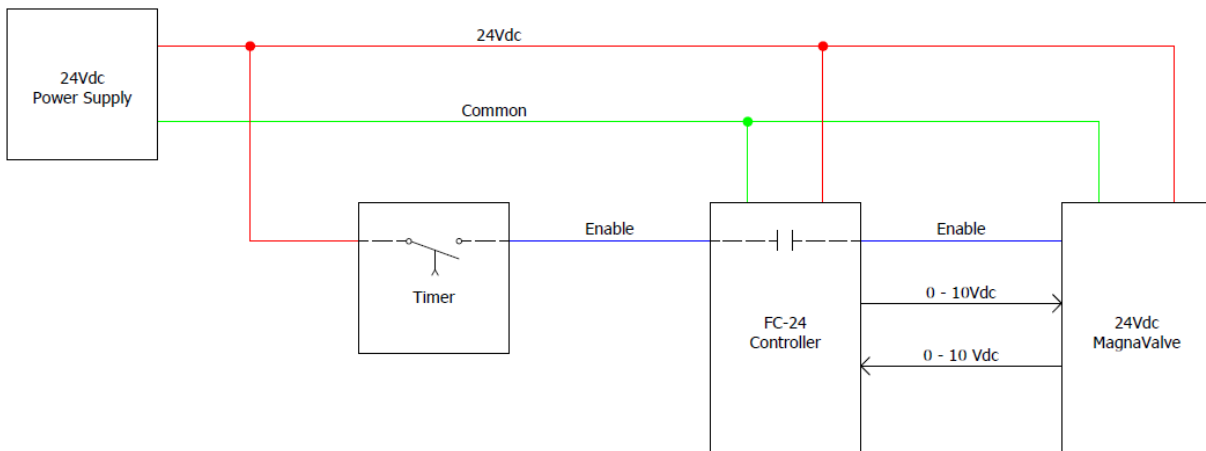 24Vdc
24Vdc
Power Supply
Common
Enable
Enable
Timer
0 - 10Vdc
FC-24
Controller
24Vdc
MagnaValve
0 - 10 Vdc